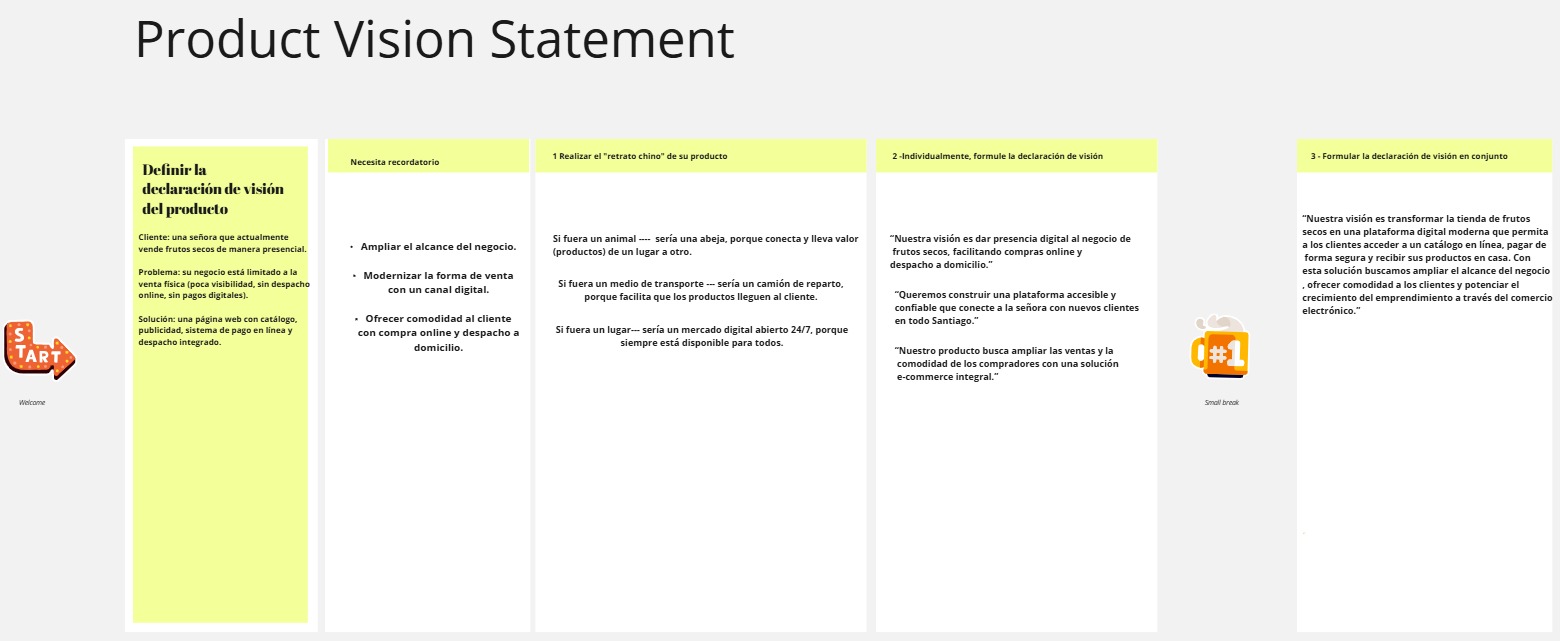 Product Vision Statement
START
Welcome
Definir la
declaración de visión
del producto
Cliente: una señora que actualmente
vende frutos secos de manera presencial.
Problema: su negocio está limitado a la
venta física (poca visibilidad, sin despacho
online, sin pagos digitales).
Solución: una página web con catálogo,
publicidad, sistema de pago en línea y
despacho integrado.
Necesita recordatorio
• Ampliar el alcance del negocio.
• Modernizar la forma de venta
con un canal digital.
• Ofrecer comodidad al cliente
con compra online y despacho a
domicilio.
1 Realizar el "retrato chino" de su producto
Si fuera un animal ---- sería una abeja, porque conecta y lleva valor
(productos) de un lugar a otro.
Si fuera un medio de transporte --- sería un camión de reparto,
porque facilita que los productos lleguen al cliente.
Si fuera un lugar--- sería un mercado digital abierto 24/7, porque
siempre está disponible para todos.
2 -Individualmente, formule la declaración de visión
“Nuestra visión es dar presencia digital al negocio de
frutos secos, facilitando compras online y
despacho a domicilio.”
“Queremos construir una plataforma accesible y
confiable que conecte a la señora con nuevos clientes
en todo Santiago.”
“Nuestro producto busca ampliar las ventas y la
comodidad de los compradores con una solución
e-commerce integral.”
#1
Small break
3 - Formular la declaración de visión en conjunto
“Nuestra visión es transformar la tienda de frutos
secos en una plataforma digital moderna que permita
a los clientes acceder a un catálogo en línea, pagar de
forma segura y recibir sus productos en casa. Con
esta solución buscamos ampliar el alcance del negocio
, ofrecer comodidad a los clientes y potenciar el
crecimiento del emprendimiento a través del comercio
electrónico.”